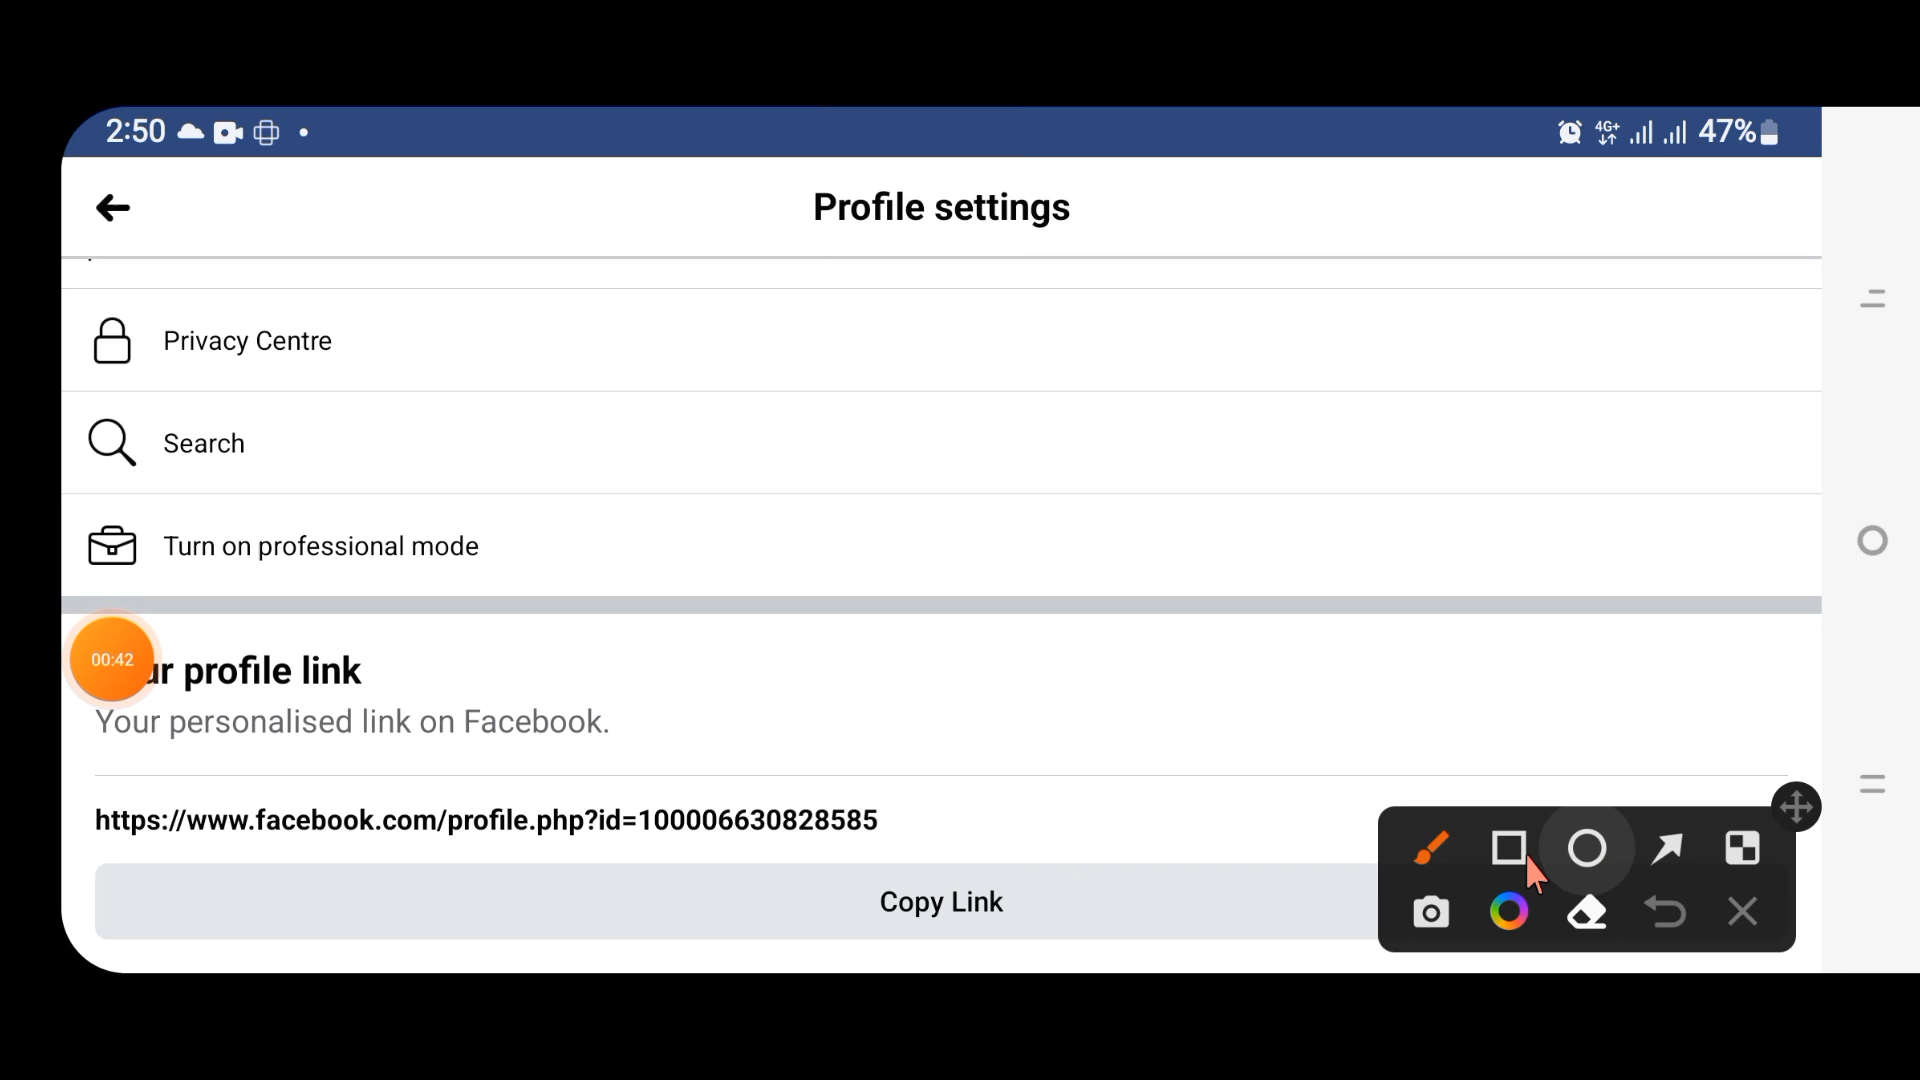 2:50
4G+
47%
Profile settings
Privacy Centre
Search
Turn on professional mode
00:42
profile link
Your personalised link on Facebook.
https://www.facebook.com/profile.php?id=100006630828585
Copy Link